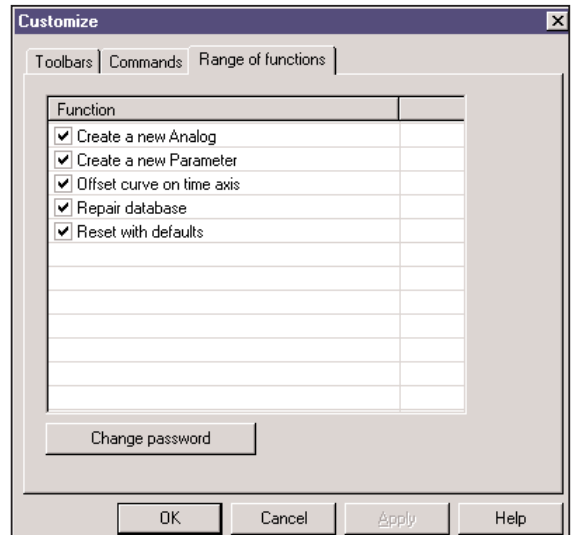 Customize
Toolbars Commands Range of functions
Function
Create a new Analog
Create a new Parameter
Offset curve on time axis
Repair database
Reset with defaults
Change password
OK Cancel Apply Help